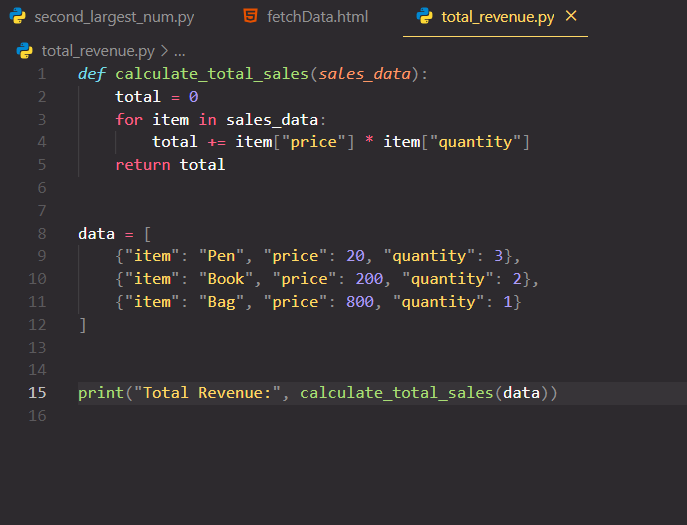 second_largest_num.py fetchData.html total_revenue.py ×
total_revenue.py > ...
1 def calculate_total_sales(sales_data):
2     total = 0
3     for item in sales_data:
4         total += item["price"] * item["quantity"]
5     return total
6
7
8 data = [
9     {"item": "Pen", "price": 20, "quantity": 3},
10     {"item": "Book", "price": 200, "quantity": 2},
11     {"item": "Bag", "price": 800, "quantity": 1}
12 ]
13
14
15 print("Total Revenue:", calculate_total_sales(data))
16